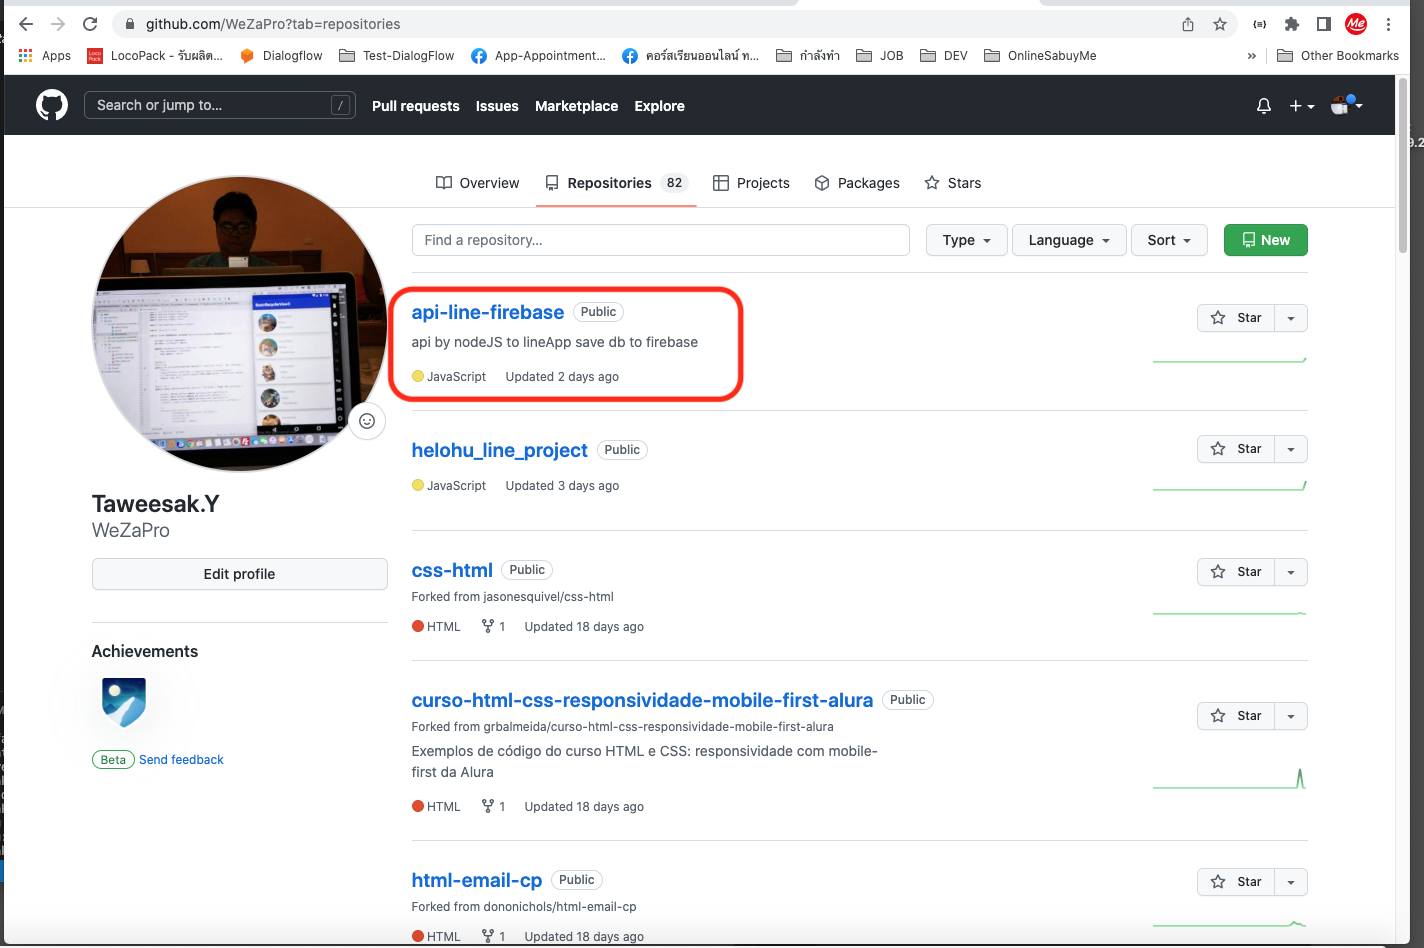 github.com/WeZaPro?tab=repositories
Apps
LocoPack - รับผลิต...
Dialogflow
Test-DialogFlow
App-Appointment...
คอร์สเรียนออนไลน์ ท...
กำลังทำ
JOB
DEV
OnlineSabuyMe
»
Other Bookmarks
Search or jump to...
/
Pull requests
Issues
Marketplace
Explore
Overview
Repositories 82
Projects
Packages
Stars
Find a repository...
Type
Language
Sort
New
api-line-firebase Public
api by nodeJS to lineApp save db to firebase
JavaScript Updated 2 days ago
Star
helohu_line_project Public
JavaScript Updated 3 days ago
Star
Taweesak.Y
WeZaPro
Edit profile
Achievements
Beta Send feedback
css-html Public
Forked from jasonesquivel/css-html
HTML 1 Updated 18 days ago
Star
curso-html-css-responsividade-mobile-first-alura Public
Forked from grbalmeida/curso-html-css-responsividade-mobile-first-alura
Exemplos de código do curso HTML e CSS: responsividade com mobile-
first da Alura
HTML 1 Updated 18 days ago
Star
html-email-cp Public
Forked from dononichols/html-email-cp
HTML 1 Updated 18 days ago
Star